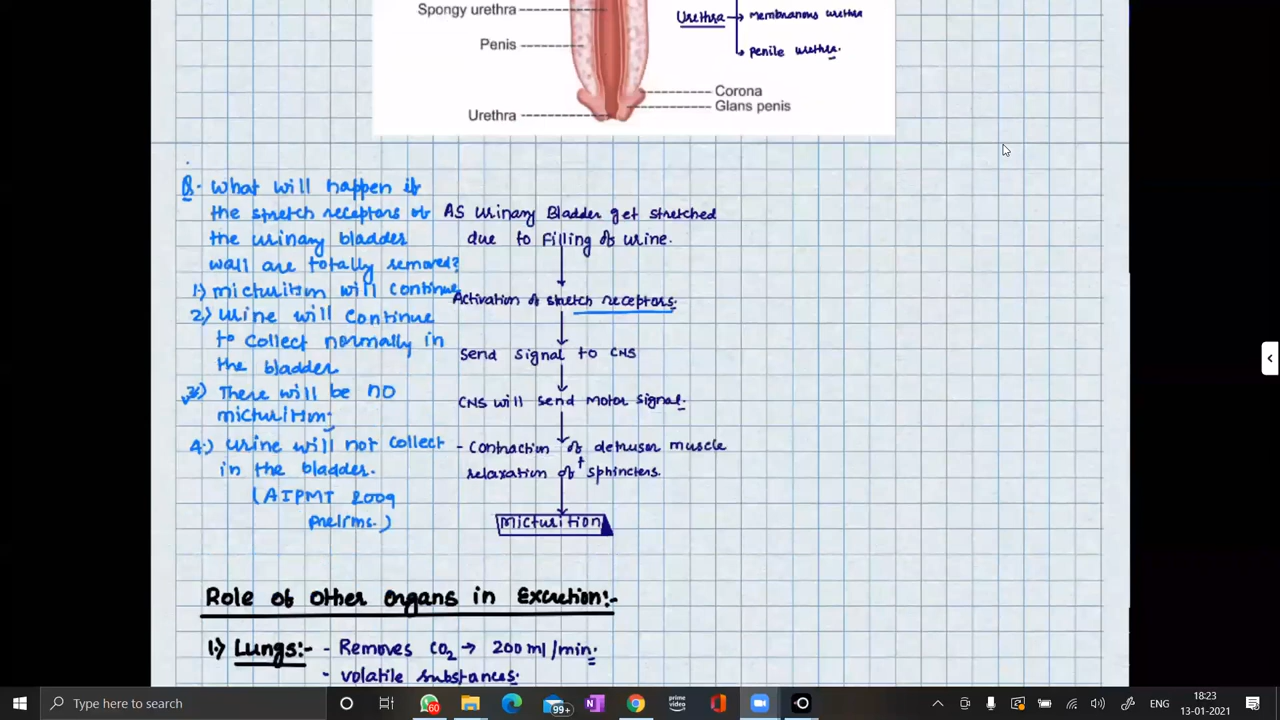 Spongy urethra
Penis
Urethra
Corona
Glans penis
Urethra
membranous urethra
penile urethra.
Q. What will happen if
the stretch receptors of
the urinary bladder
wall are totally removed?
1.) micturition will continue
2.) Urine will continue
to collect normally in
the bladder
3.) There will be no
micturition.
4.) Urine will not collect
in the bladder.
(AIPMT 2009
Prelims.)
AS Urinary Bladder get stretched
due to Filling of urine.
Activation of stretch receptors.
Send signal to CNS
CNS will send Motor signal.
- Contraction of detrusor muscle
+
relaxation of sphincters.
Micturition
Role of Other Organs in Excretion:-
1.) Lungs:- - Removes CO2 → 200 ml/min.
- volatile substances.
Type here to search
60
99+
prime
video
ENG
18:23
13-01-2021